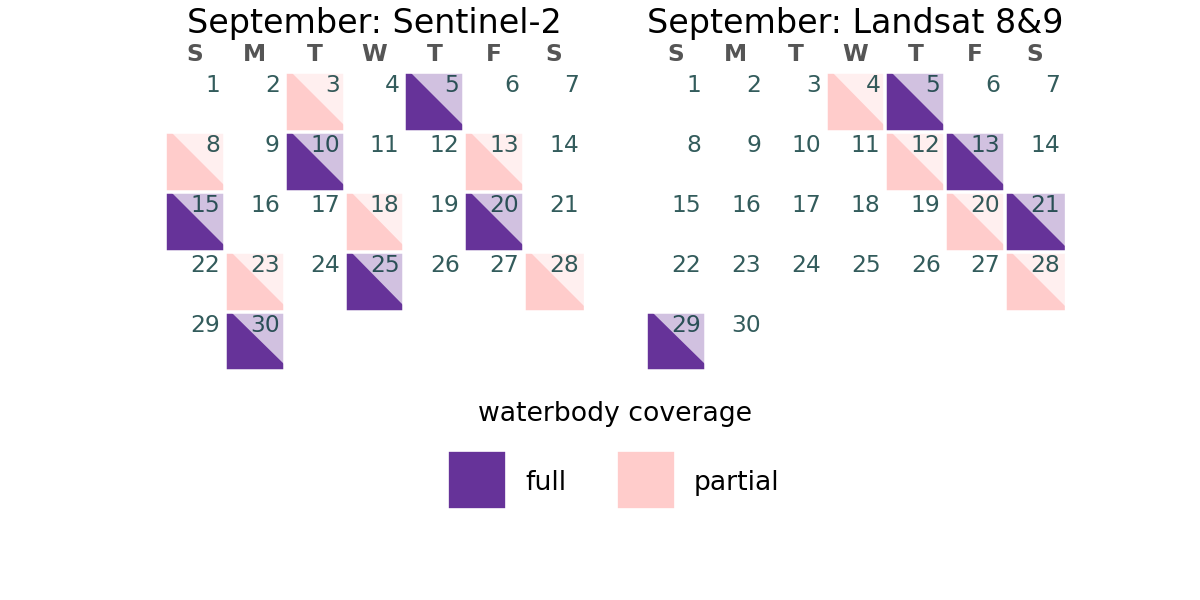 September: Sentinel-2
S M T W T F S
1 2 3 4 5 6 7
8 9 10 11 12 13 14
15 16 17 18 19 20 21
22 23 24 25 26 27 28
29 30
September: Landsat 8&9
S M T W T F S
1 2 3 4 5 6 7
8 9 10 11 12 13 14
15 16 17 18 19 20 21
22 23 24 25 26 27 28
29 30
waterbody coverage
full partial